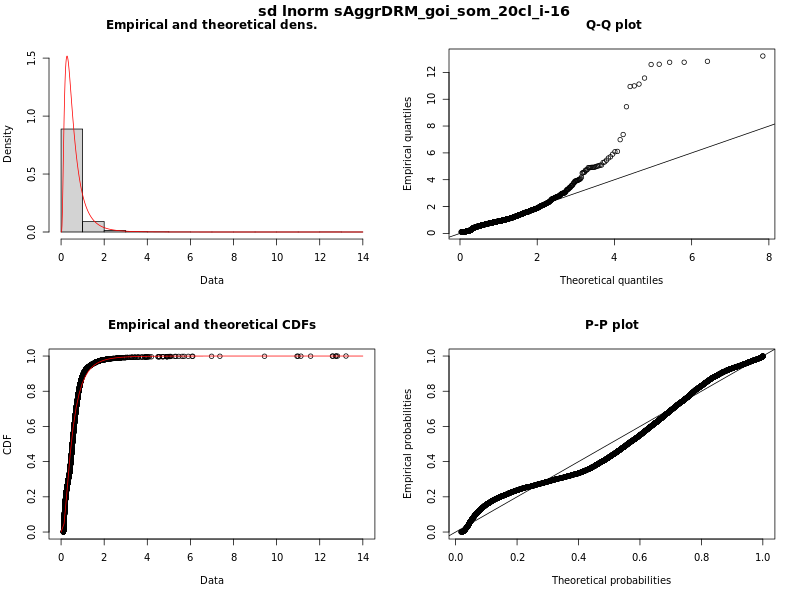 sd lnorm sAggrDRM_goi_som_20cl_i-16
Empirical and theoretical dens.
Density
0.0 0.5 1.0 1.5
0 2 4 6 8 10 12 14
Data
Q-Q plot
Empirical quantiles
0 2 4 6 8 10 12
0 2 4 6 8
Theoretical quantiles
Empirical and theoretical CDFs
CDF
0.0 0.2 0.4 0.6 0.8 1.0
0 2 4 6 8 10 12 14
Data
P-P plot
Empirical probabilities
0.0 0.2 0.4 0.6 0.8 1.0
0.0 0.2 0.4 0.6 0.8 1.0
Theoretical probabilities